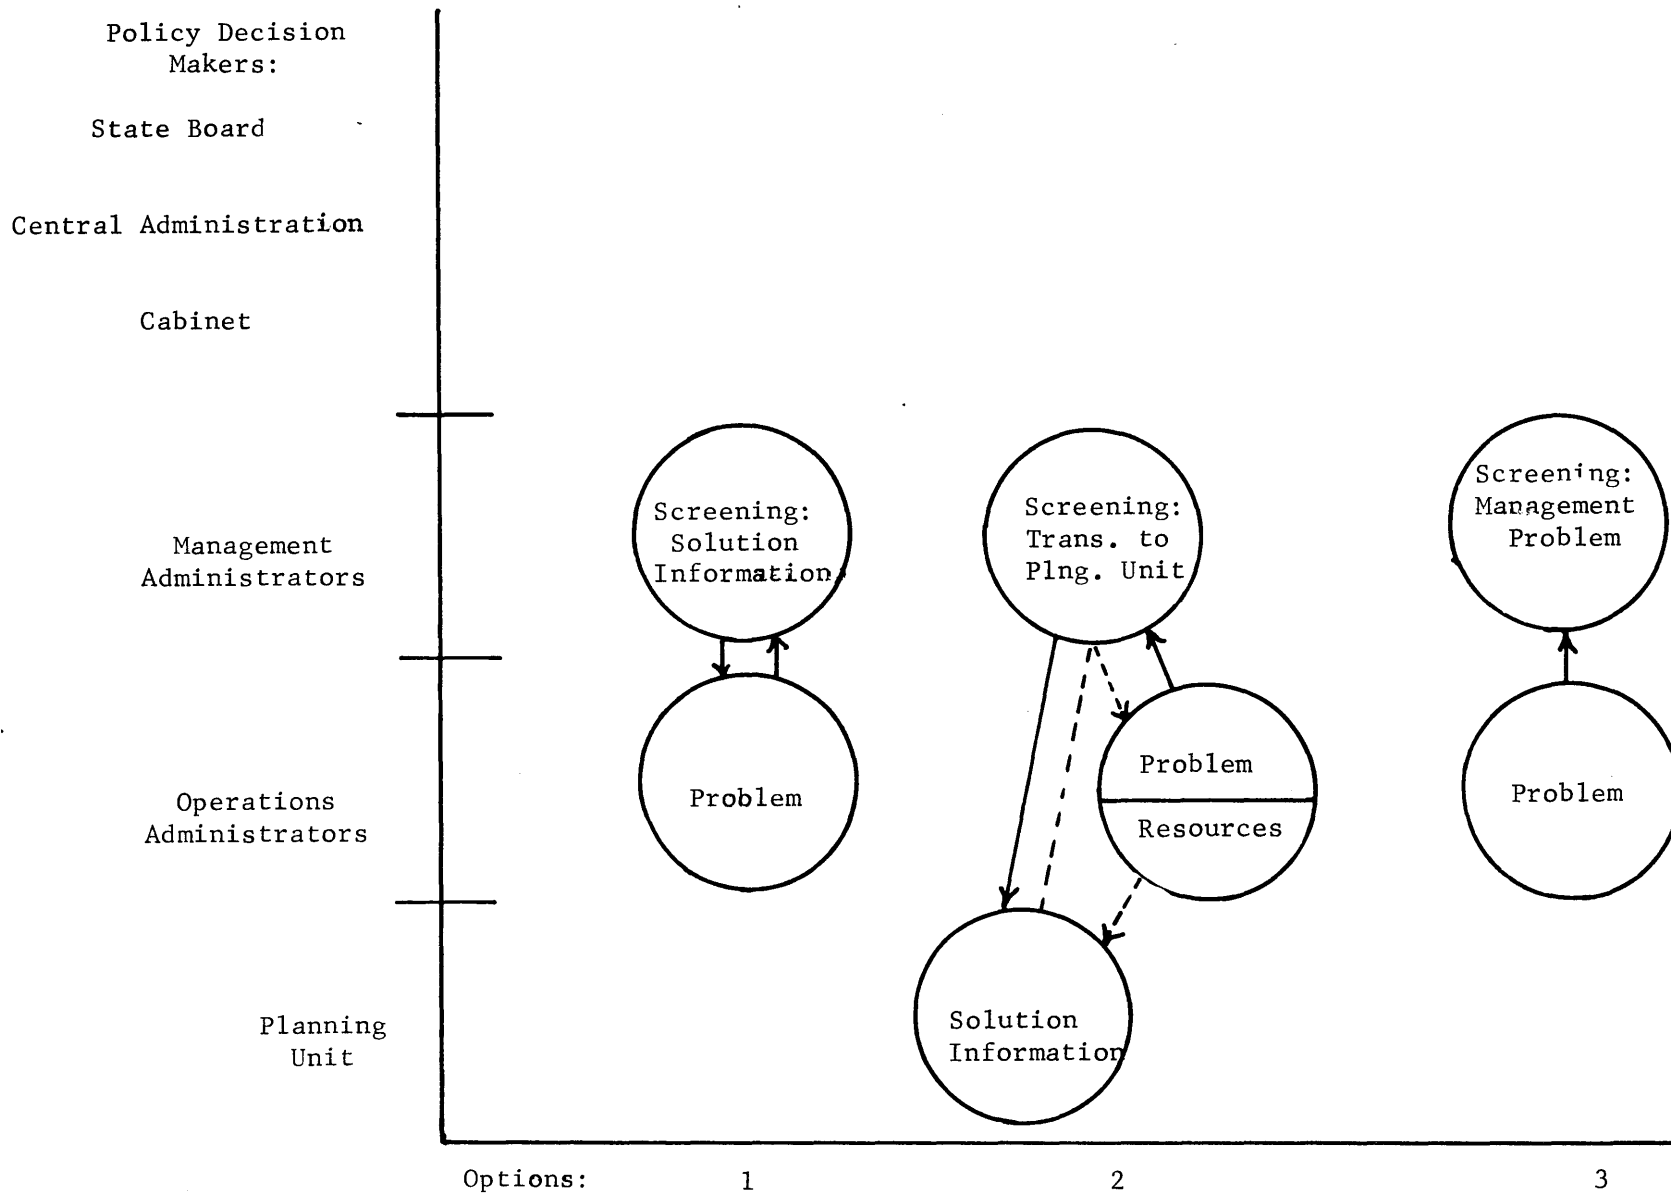 Policy Decision
Makers:
State Board
Central Administration
Cabinet
Management
Administrators
Screening:
Solution
Information
Screening:
Trans. to
Plng. Unit
Screening:
Management
Problem
Operations
Administrators
Problem
Problem
Resources
Problem
Planning
Unit
Solution
Information
Options: 1 2 3